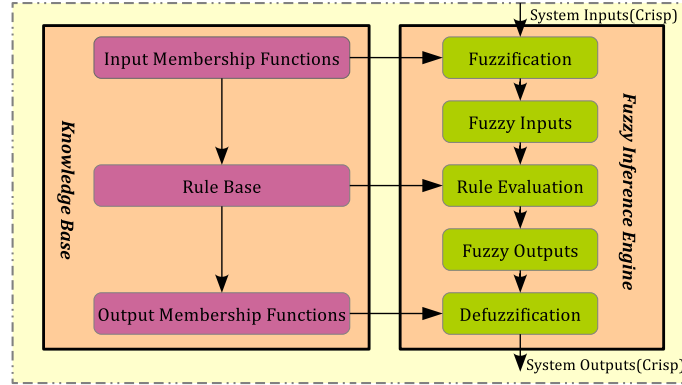 System Inputs(Crisp)
Knowledge Base
Input Membership Functions
Rule Base
Output Membership Functions
Fuzzy Inference Engine
Fuzzification
Fuzzy Inputs
Rule Evaluation
Fuzzy Outputs
Defuzzification
System Outputs(Crisp)